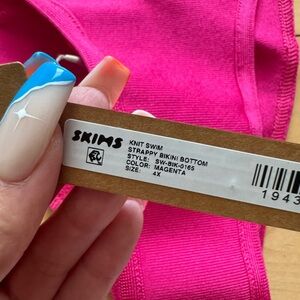 SKIMS
KNIT SWIM
STRAPPY BIKINI BOTTOM
STYLE: SW-BIK-0165
COLOR: MAGENTA
SIZE: 4X
1943